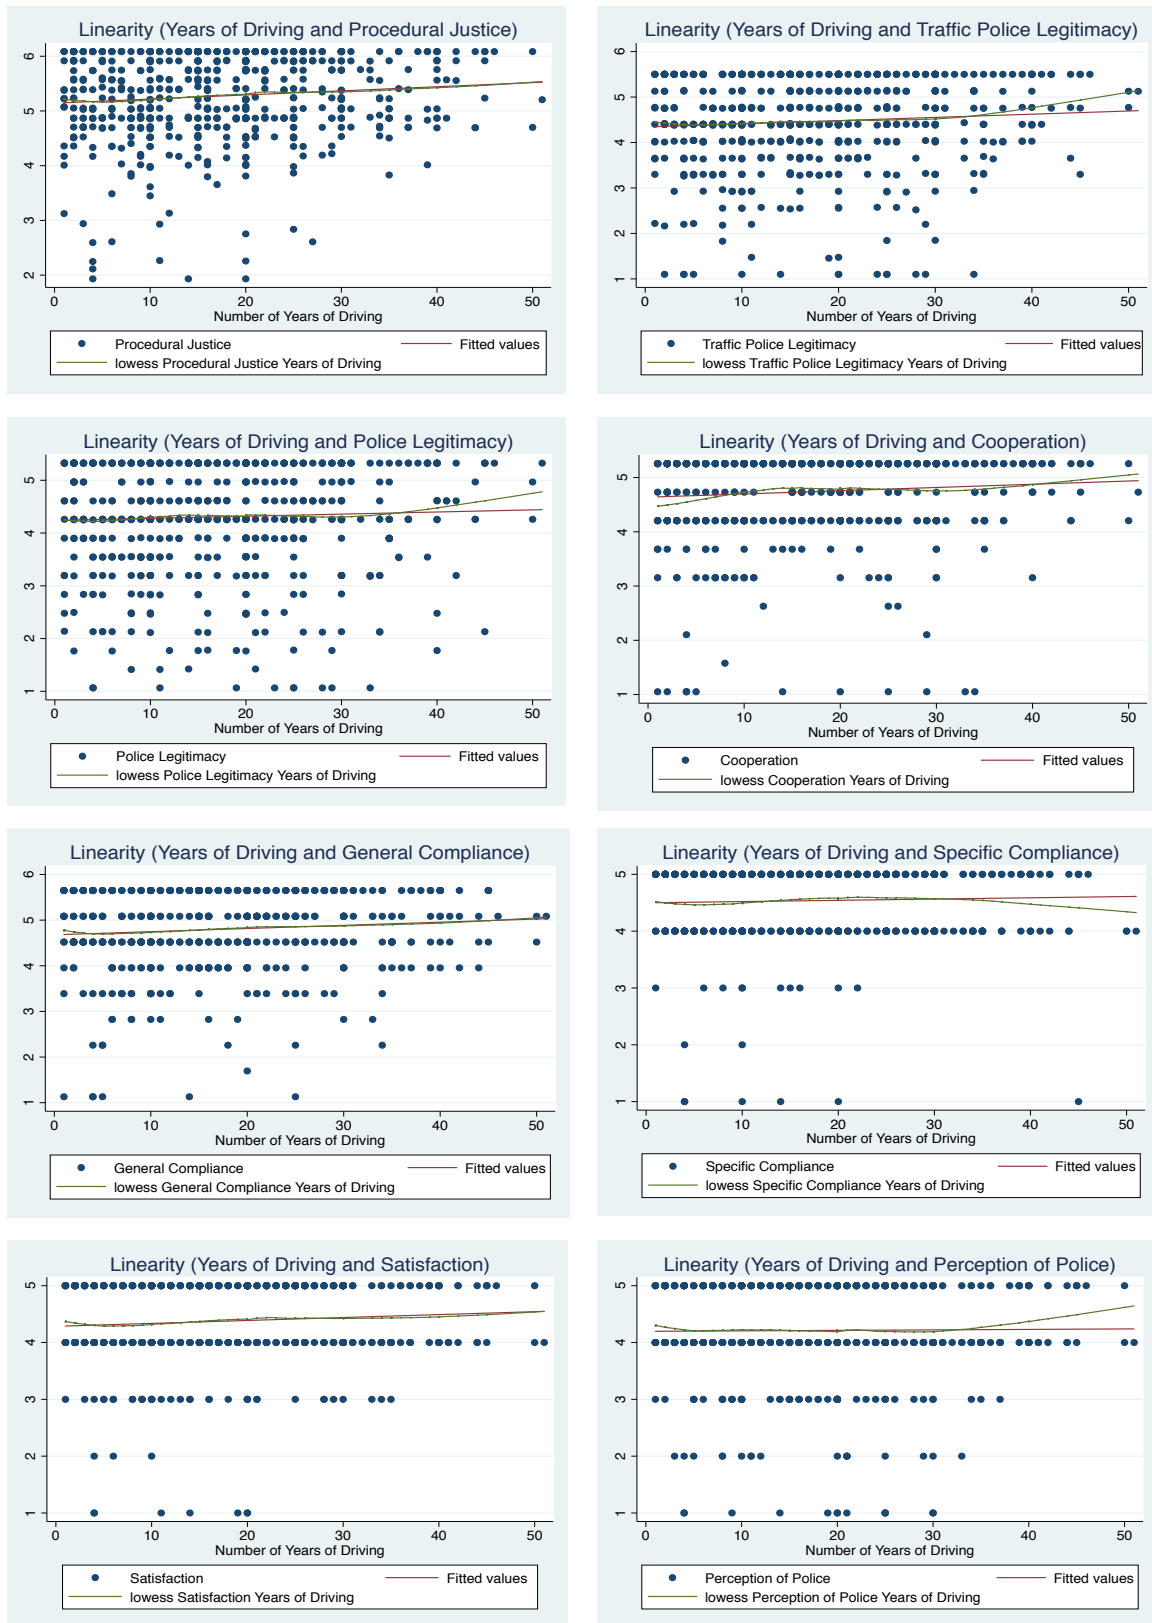 Linearity (Years of Driving and Procedural Justice)
6
5
4
3
2
0 10 20 30 40 50
Number of Years of Driving
Procedural Justice Fitted values
lowess Procedural Justice Years of Driving
Linearity (Years of Driving and Traffic Police Legitimacy)
6
5
4
3
2
1
0 10 20 30 40 50
Number of Years of Driving
Traffic Police Legitimacy Fitted values
lowess Traffic Police Legitimacy Years of Driving
Linearity (Years of Driving and Police Legitimacy)
5
4
3
2
1
0 10 20 30 40 50
Number of Years of Driving
Police Legitimacy Fitted values
lowess Police Legitimacy Years of Driving
Linearity (Years of Driving and Cooperation)
5
4
3
2
1
0 10 20 30 40 50
Number of Years of Driving
Cooperation Fitted values
lowess Cooperation Years of Driving
Linearity (Years of Driving and General Compliance)
6
5
4
3
2
1
0 10 20 30 40 50
Number of Years of Driving
General Compliance Fitted values
lowess General Compliance Years of Driving
Linearity (Years of Driving and Specific Compliance)
5
4
3
2
1
0 10 20 30 40 50
Number of Years of Driving
Specific Compliance Fitted values
lowess Specific Compliance Years of Driving
Linearity (Years of Driving and Satisfaction)
5
4
3
2
1
0 10 20 30 40 50
Number of Years of Driving
Satisfaction Fitted values
lowess Satisfaction Years of Driving
Linearity (Years of Driving and Perception of Police)
5
4
3
2
1
0 10 20 30 40 50
Number of Years of Driving
Perception of Police Fitted values
lowess Perception of Police Years of Driving